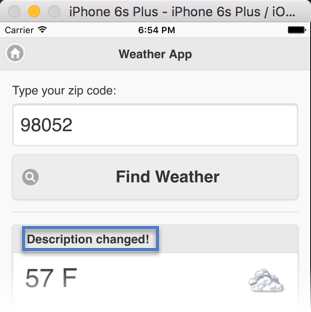 iPhone 6s Plus - iPhone 6s Plus / iO...
Carrier 6:54 PM
Weather App
Type your zip code:
98052
Find Weather
Description changed!
57 F